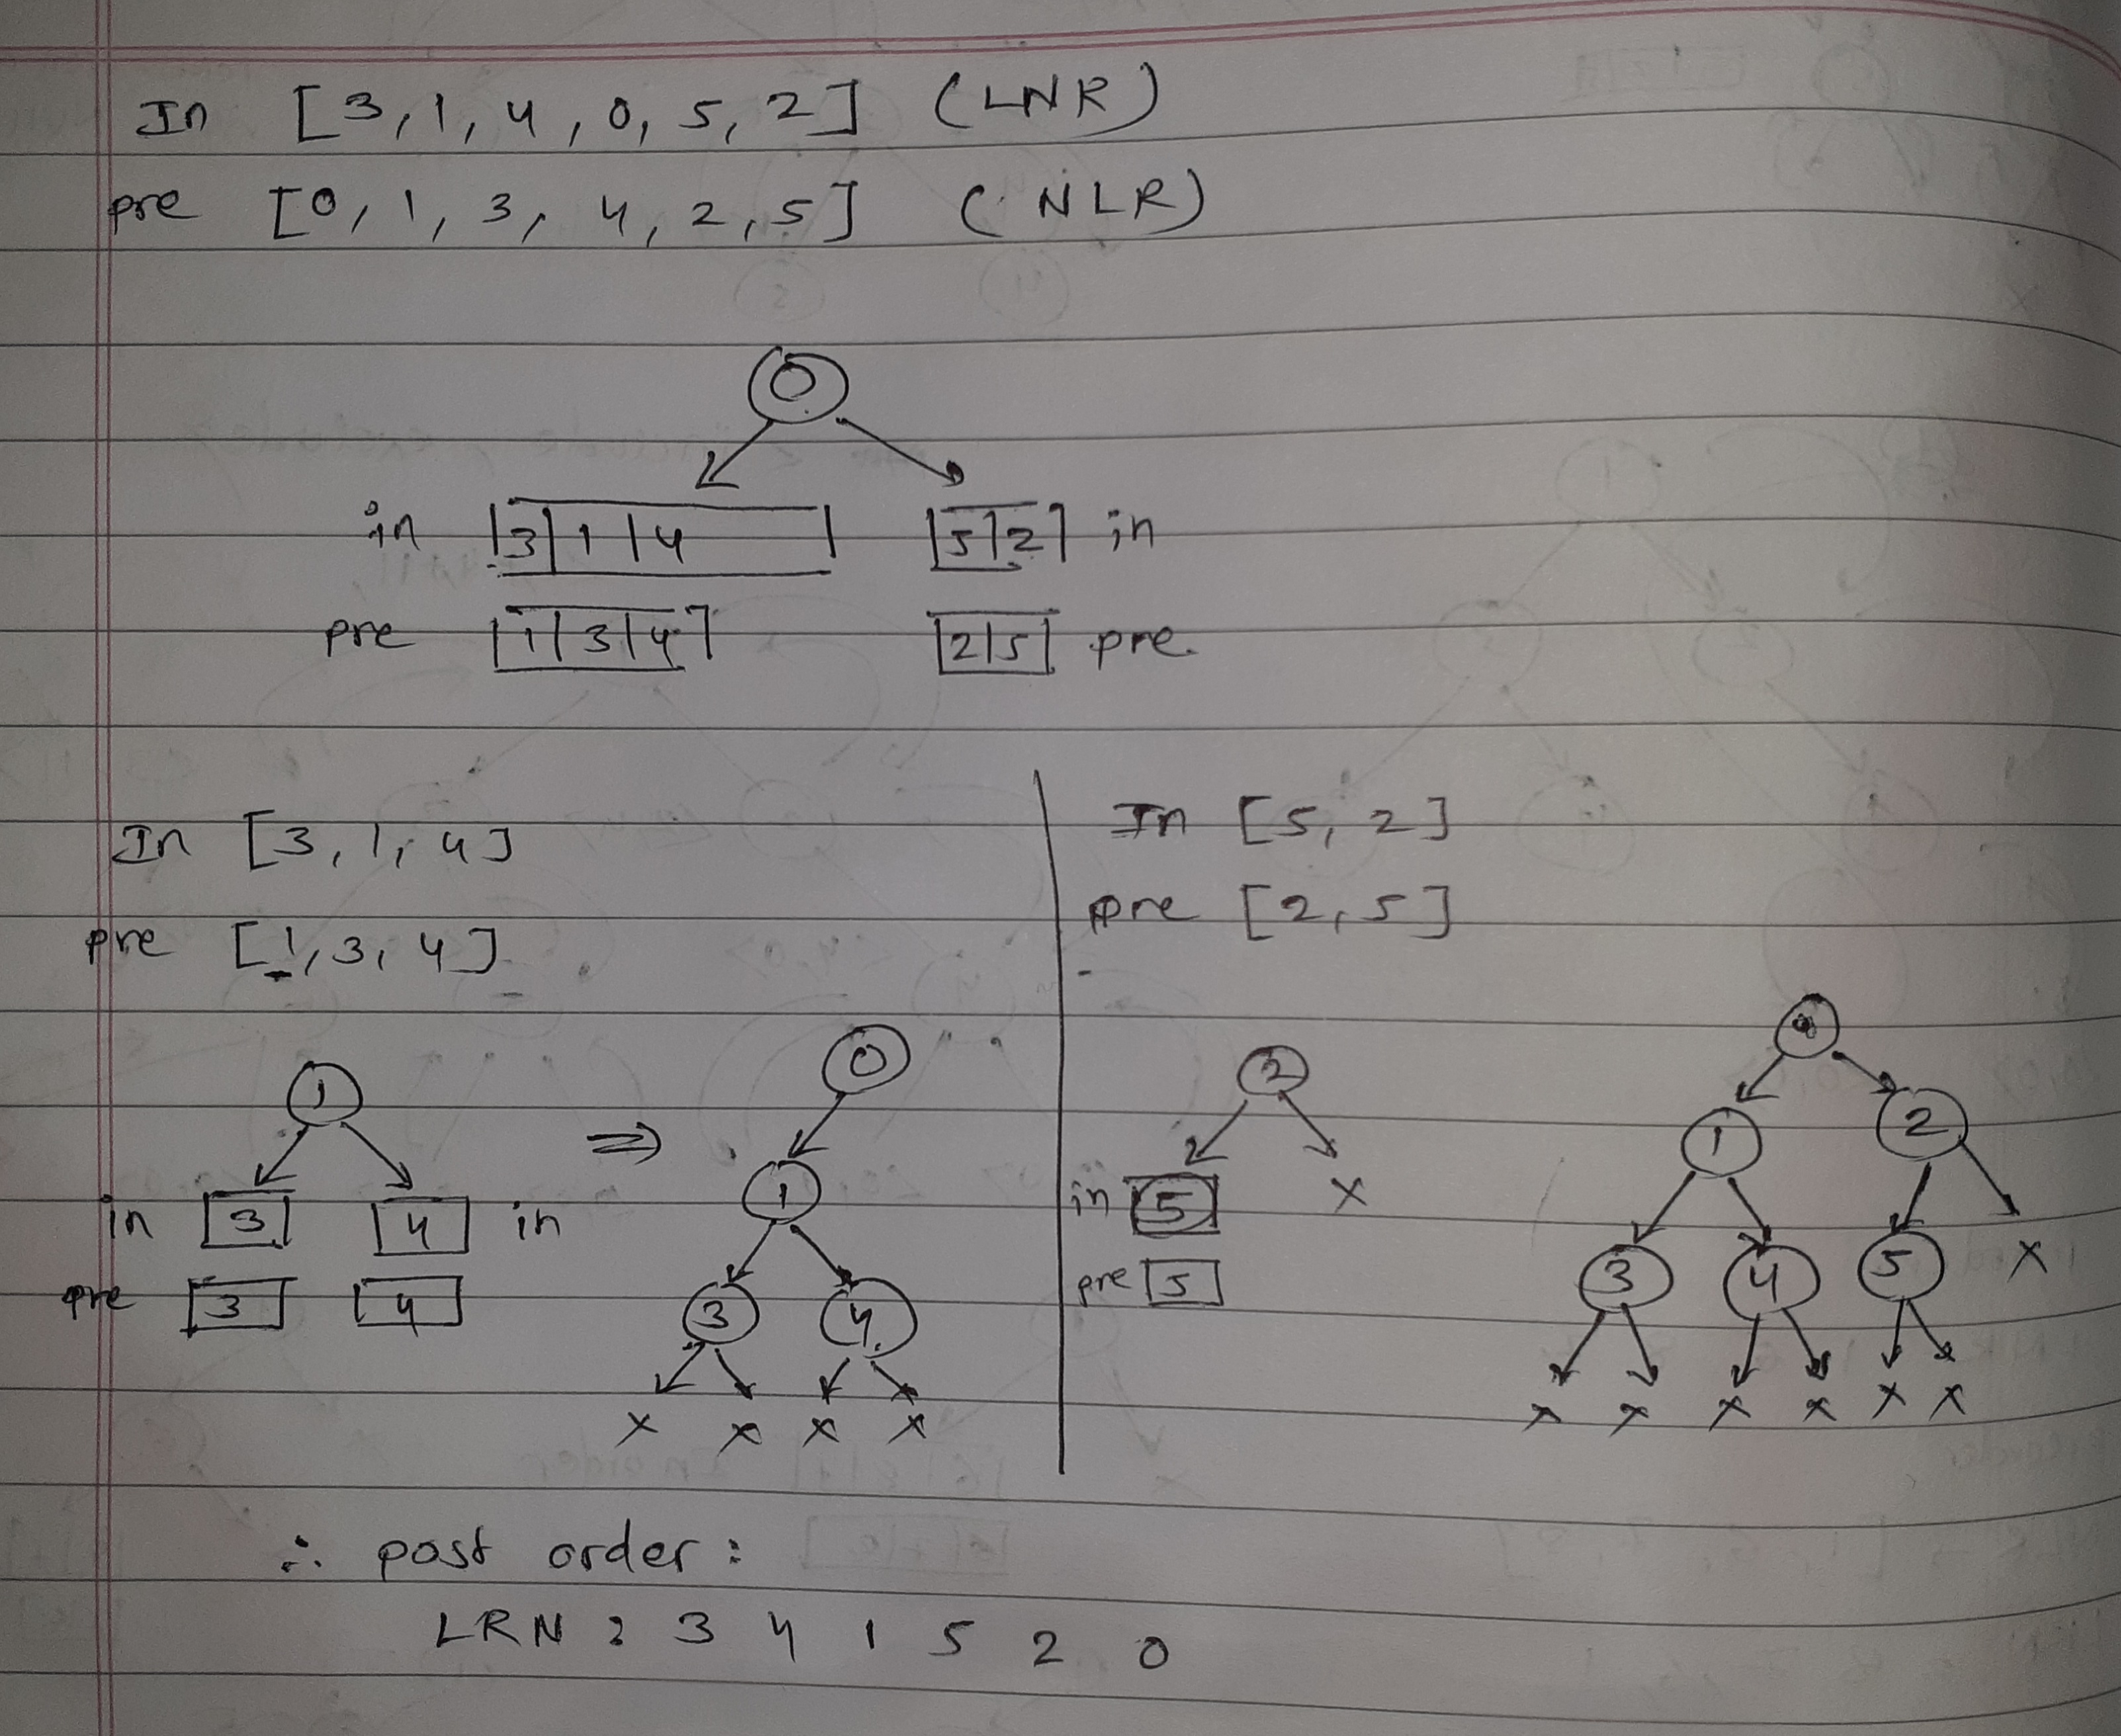 In [3, 1, 4, 0, 5, 2] (LNR)
pre [0, 1, 3, 4, 2, 5] (NLR)
0
in 3 1 4 5 2 in
pre 1 3 4 2 5 pre.
In [3, 1, 4]
pre [1, 3, 4]
1
0
⇒
1
in 3 4 in
pre 3 4
3 4
x x x x
In [5, 2]
pre [2, 5]
2
in 5 x
pre 5
1 2
3 4 5 x
x x x x x x
∴ post order :
LRN : 3 4 1 5 2 0